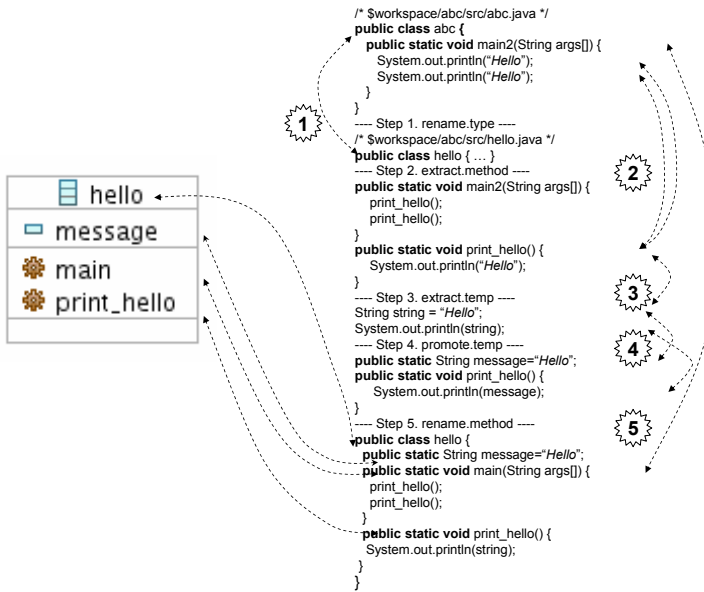 hello
message
main
print_hello
/* $workspace/abc/src/abc.java */
public class abc {
public static void main2(String args[]) {
System.out.println(“Hello”);
System.out.println(“Hello”);
}
}
---- Step 1. rename.type ----
/* $workspace/abc/src/hello.java */
public class hello { … }
---- Step 2. extract.method ----
public static void main2(String args[]) {
print_hello();
print_hello();
}
public static void print_hello() {
System.out.println(“Hello”);
}
---- Step 3. extract.temp ----
String string = “Hello”;
System.out.println(string);
---- Step 4. promote.temp ----
public static String message=“Hello”;
public static void print_hello() {
System.out.println(message);
}
---- Step 5. rename.method ----
public class hello {
public static String message=“Hello”;
public static void main(String args[]) {
print_hello();
print_hello();
}
public static void print_hello() {
System.out.println(string);
}
}
1
2
3
4
5